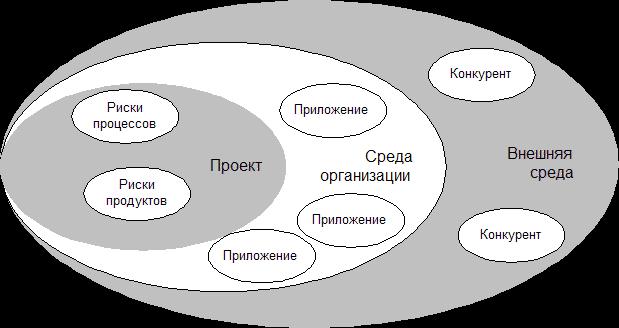 Конкурент
Риски
процессов
Приложение
Проект
Среда
организации
Внешняя
среда
Риски
продуктов
Приложение
Приложение
Конкурент